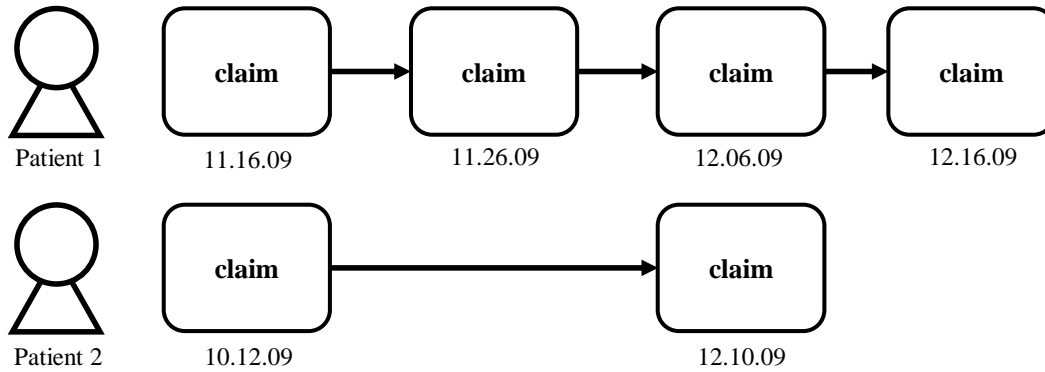 claim claim claim claim
Patient 1 11.16.09 11.26.09 12.06.09 12.16.09
claim claim
Patient 2 10.12.09 12.10.09